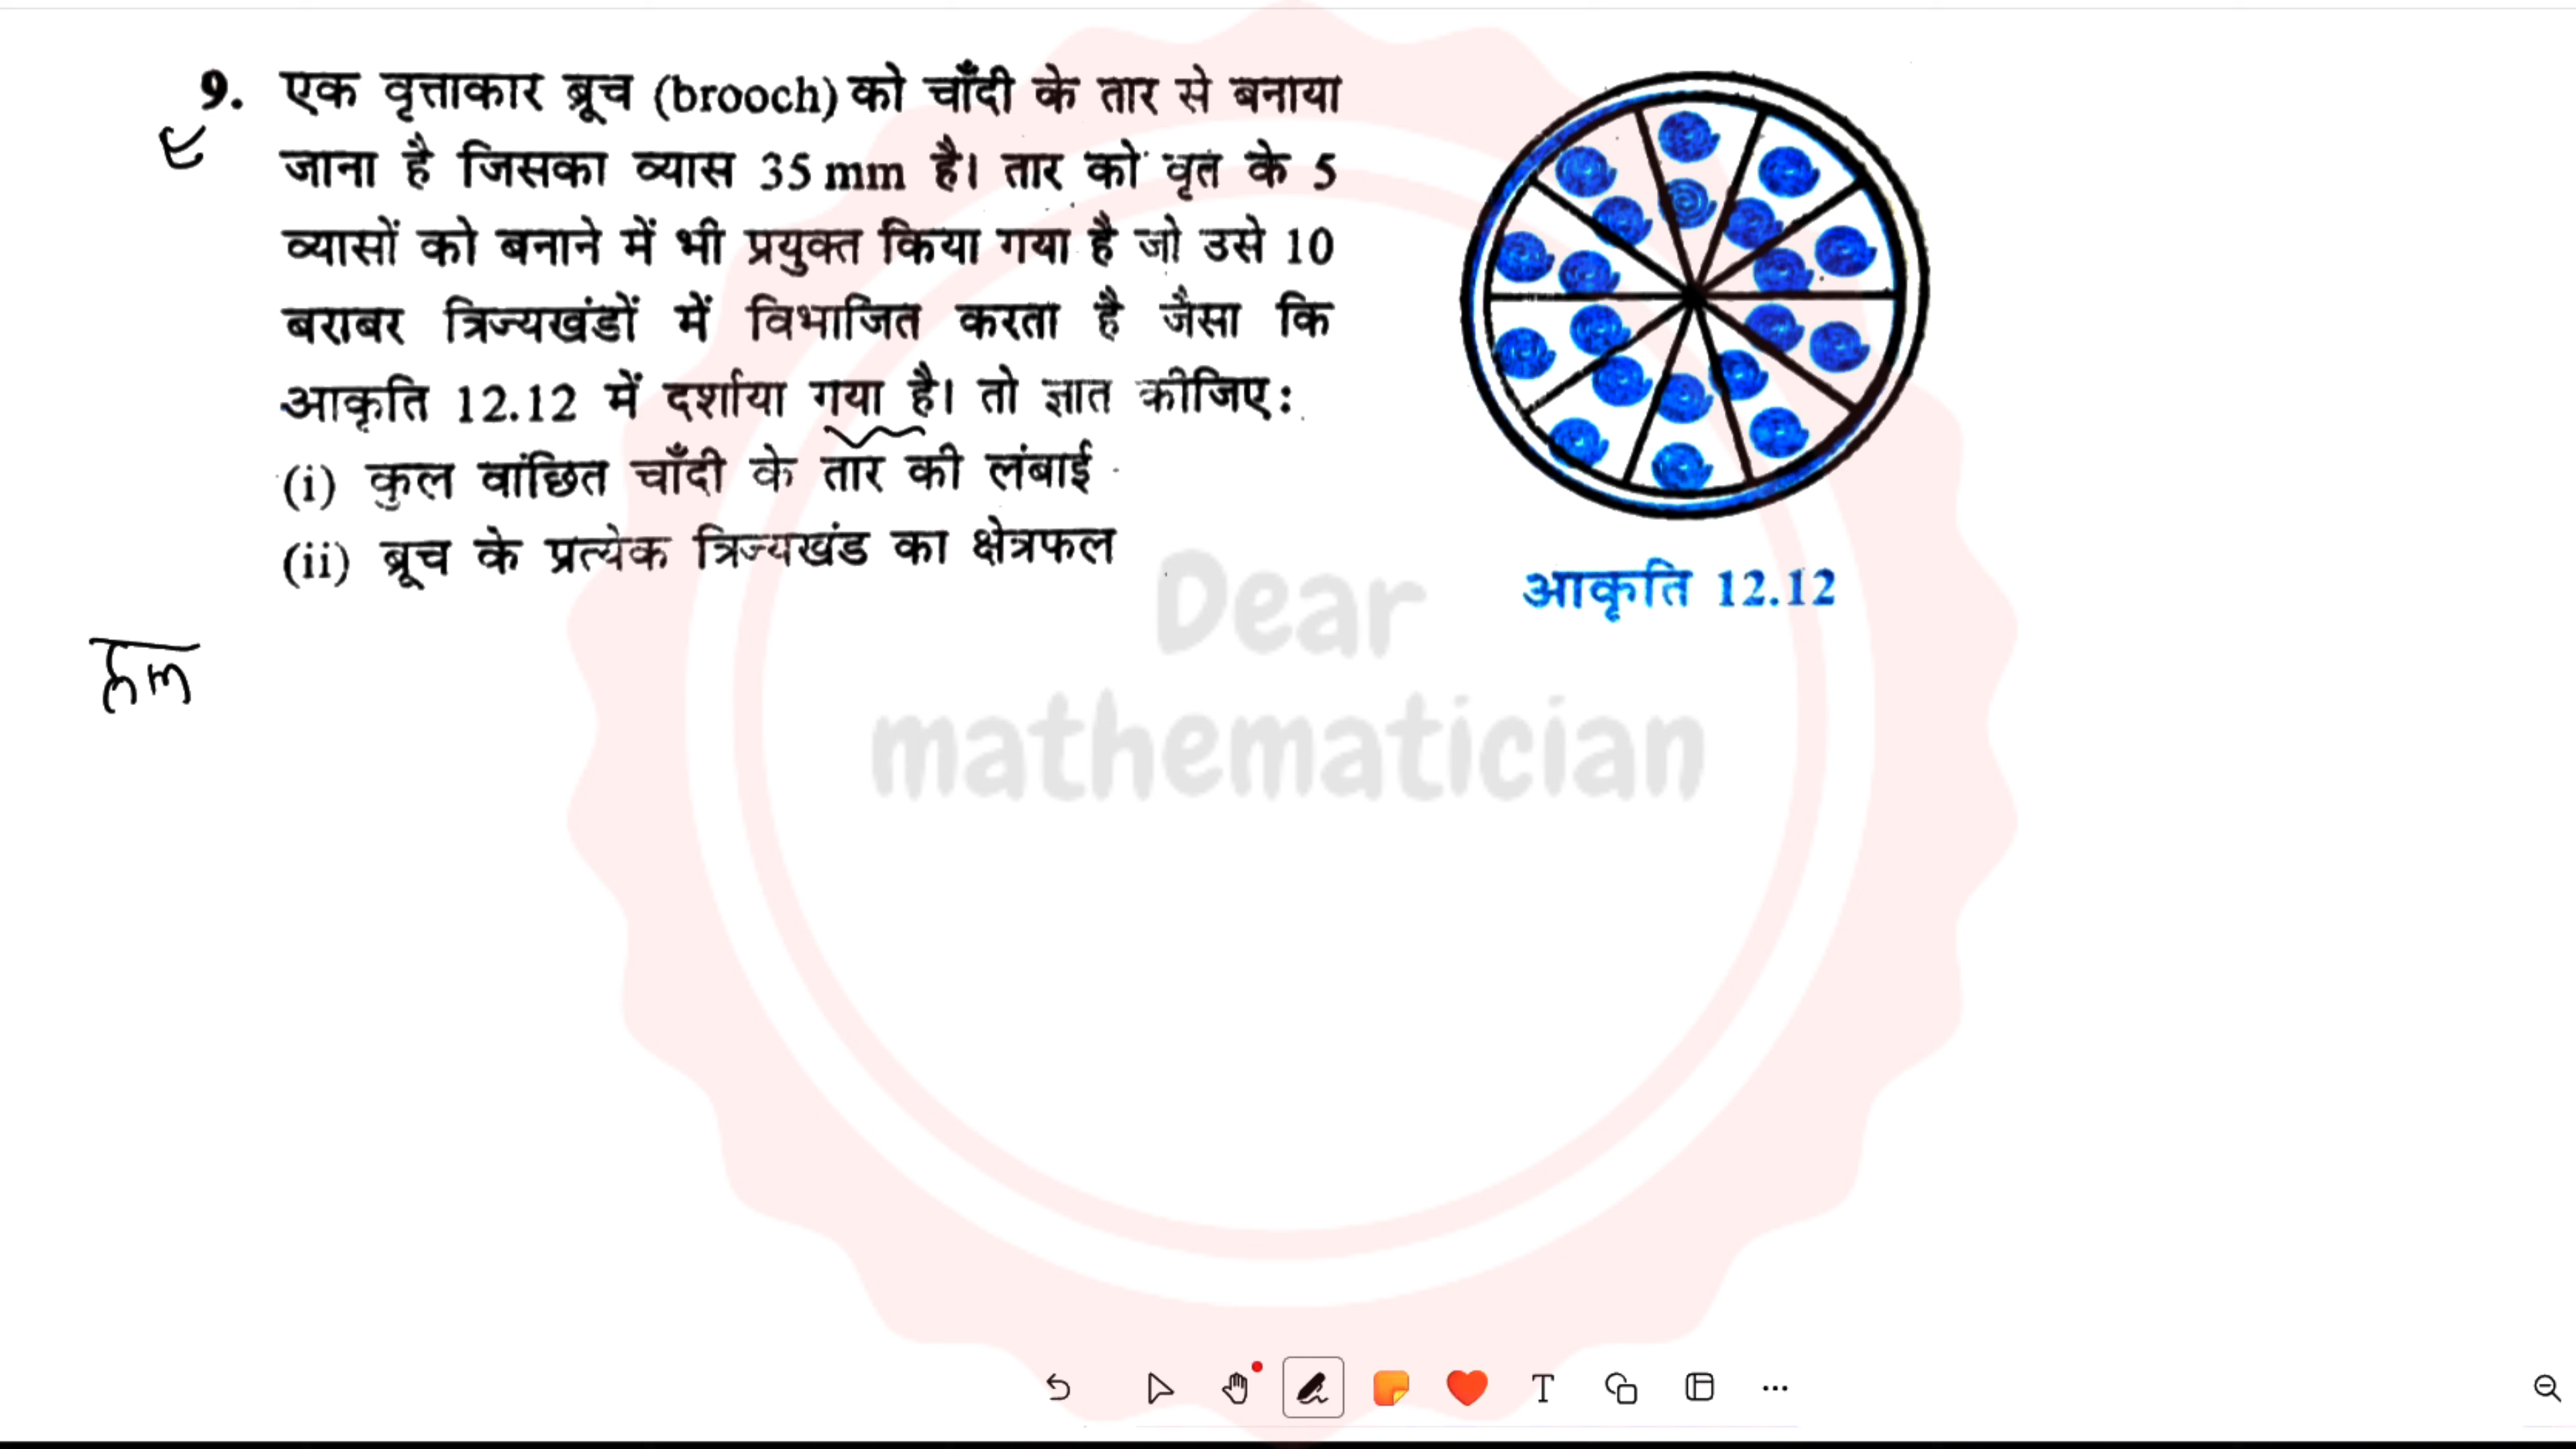 9. एक वृत्ताकार ब्रूच (brooch) को चाँदी के तार से बनाया
जाना है जिसका व्यास 35 mm है। तार को वृत के 5
व्यासों को बनाने में भी प्रयुक्त किया गया है जो उसे 10
बराबर त्रिज्यखंडों में विभाजित करता है जैसा कि
आकृति 12.12 में दर्शाया गया है। तो ज्ञात कीजिए:
(i) कुल वांछित चाँदी के तार की लंबाई
(ii) ब्रूच के प्रत्येक त्रिज्यखंड का क्षेत्रफल
आकृति 12.12
हल
Dear
mathematician
T